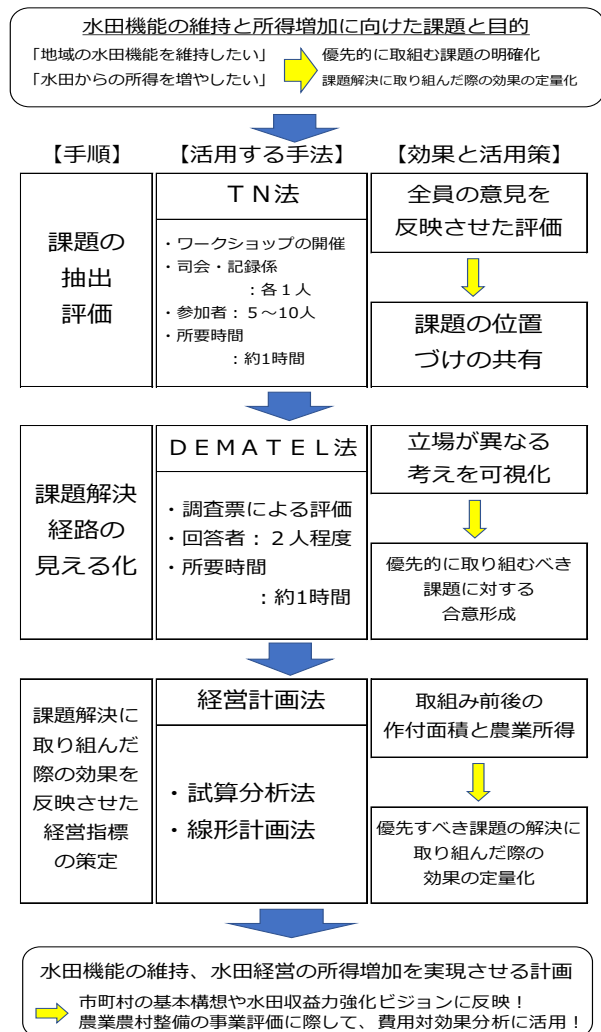 水田機能の維持と所得増加に向けた課題と目的
「地域の水田機能を維持したい」 優先的に取組む課題の明確化
「水田からの所得を増やしたい」 課題解決に取り組んだ際の効果の定量化
【手順】 【活用する手法】 【効果と活用策】
課題の
抽出
評価
ＴＮ法
・ワークショップの開催
・司会・記録係
：各１人
・参加者：５～10人
・所要時間
：約1時間
全員の意見を
反映させた評価
課題の位置
づけの共有
課題解決
経路の
見える化
ＤＥＭＡＴＥＬ法
・調査票による評価
・回答者：２人程度
・所要時間
：約1時間
立場が異なる
考えを可視化
優先的に取り組むべき
課題に対する
合意形成
課題解決に
取り組んだ
際の効果を
反映させた
経営指標
の策定
経営計画法
・試算分析法
・線形計画法
取組み前後の
作付面積と農業所得
優先すべき課題の解決に
取り組んだ際の
効果の定量化
水田機能の維持、水田経営の所得増加を実現させる計画
市町村の基本構想や水田収益力強化ビジョンに反映！
農業農村整備の事業評価に際して、費用対効果分析に活用！